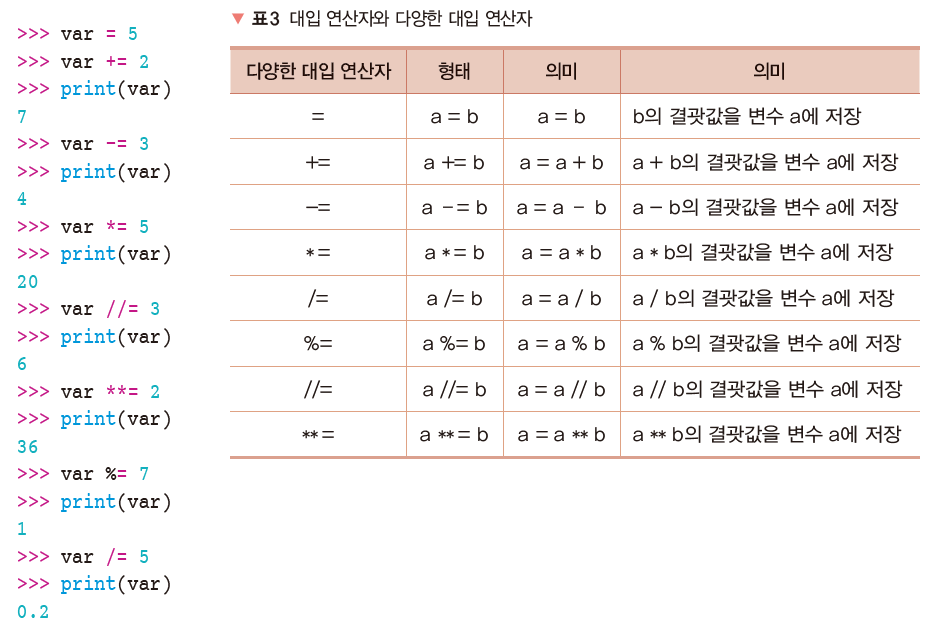 >>> var = 5
>>> var += 2
>>> print(var)
7
>>> var -= 3
>>> print(var)
4
>>> var *= 5
>>> print(var)
20
>>> var //= 3
>>> print(var)
6
>>> var **= 2
>>> print(var)
36
>>> var %= 7
>>> print(var)
1
>>> var /= 5
>>> print(var)
0.2
▼ 표3 대입 연산자와 다양한 대입 연산자
다양한 대입 연산자 형태 의미 의미
= a = b a = b b의 결괏값을 변수 a에 저장
+= a += b a = a + b a + b의 결괏값을 변수 a에 저장
−= a -= b a = a - b a − b의 결괏값을 변수 a에 저장
*= a *= b a = a * b a * b의 결괏값을 변수 a에 저장
/= a /= b a = a / b a / b의 결괏값을 변수 a에 저장
%= a %= b a = a % b a % b의 결괏값을 변수 a에 저장
//= a //= b a = a // b a // b의 결괏값을 변수 a에 저장
**= a **= b a = a ** b a ** b의 결괏값을 변수 a에 저장